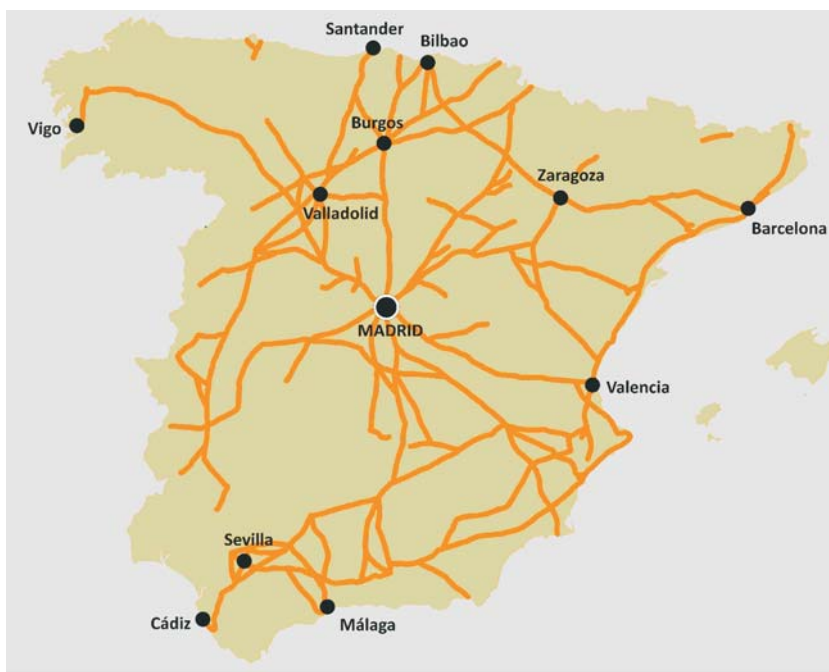 Santander
Bilbao
Vigo
Burgos
Zaragoza
Valladolid
Barcelona
MADRID
Valencia
Sevilla
Cádiz
Málaga